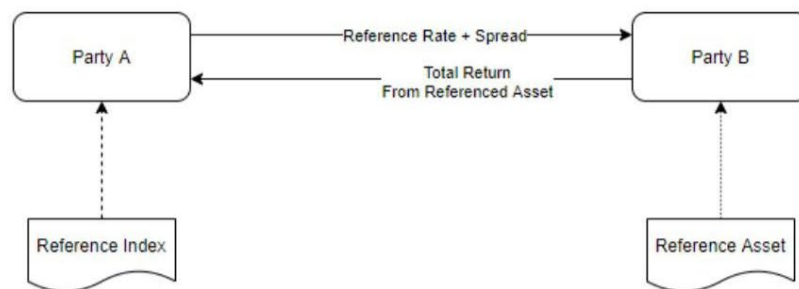 Party A
Reference Rate + Spread
Party B
Total Return
From Referenced Asset
Reference Index
Reference Asset